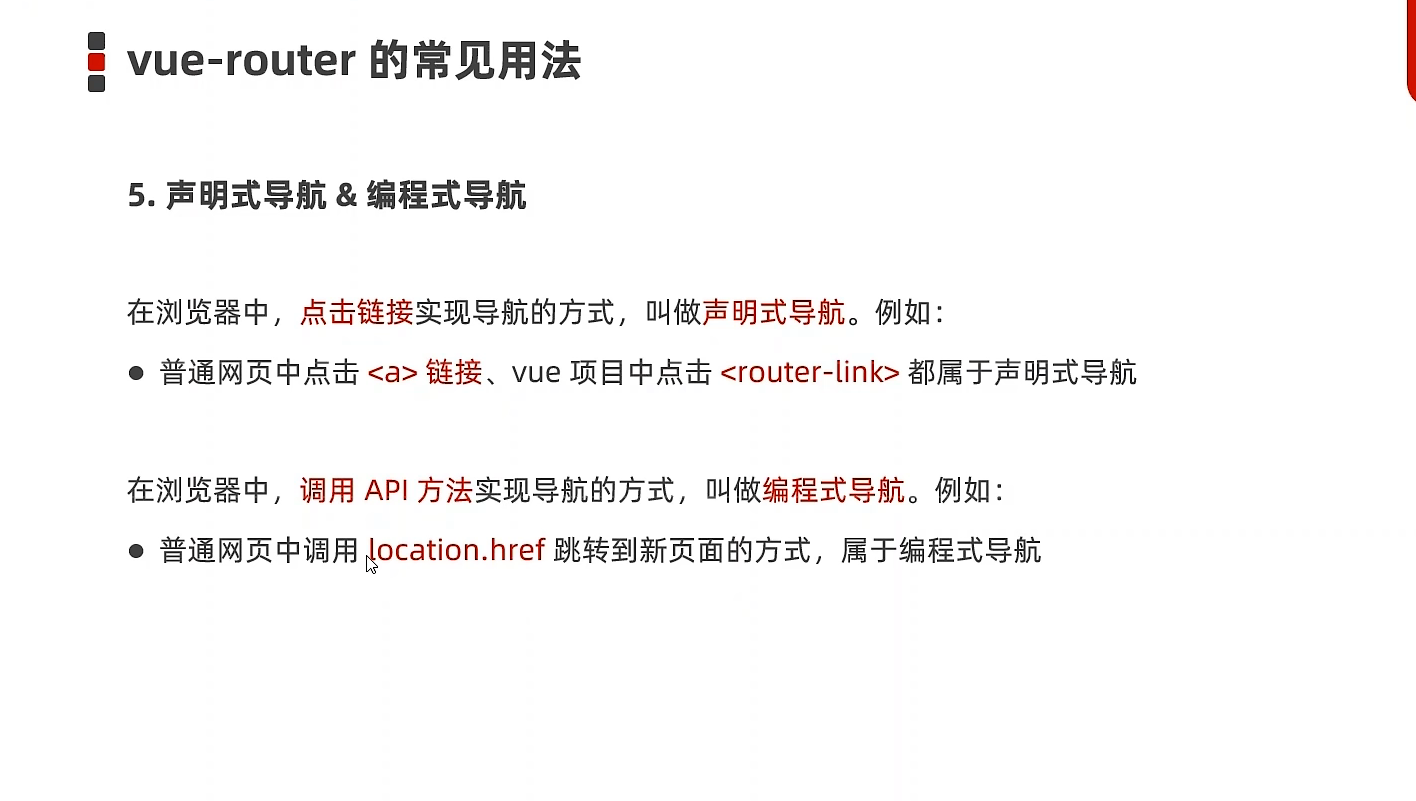 vue-router 的常见用法
5. 声明式导航 & 编程式导航
在浏览器中，点击链接实现导航的方式，叫做声明式导航。例如：
● 普通网页中点击 <a> 链接、vue 项目中点击 <router-link> 都属于声明式导航
在浏览器中，调用 API 方法实现导航的方式，叫做编程式导航。例如：
● 普通网页中调用 location.href 跳转到新页面的方式，属于编程式导航